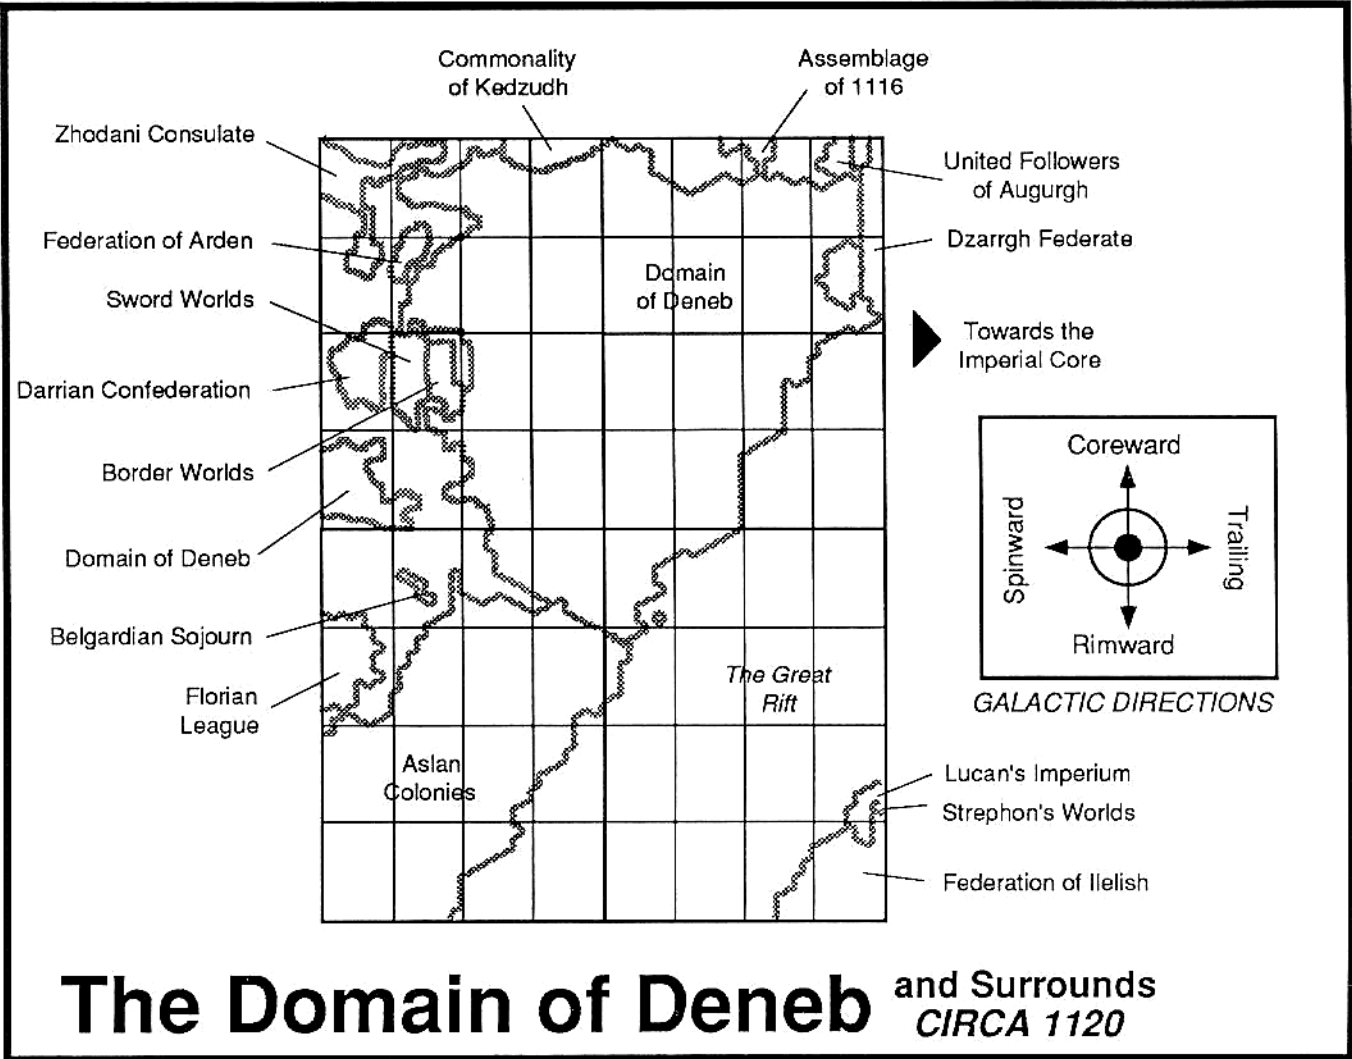 Commonality
of Kedzudh
Assemblage
of 1116
Zhodani Consulate
United Followers
of Augurgh
Federation of Arden
Dzarrgh Federate
Domain
of Deneb
Sword Worlds
Towards the
Imperial Core
Darrian Confederation
Border Worlds
Coreward
Spinward
Trailing
Rimward
GALACTIC DIRECTIONS
Domain of Deneb
Belgardian Sojourn
The Great
Rift
Florian
League
Aslan
Colonies
Lucan's Imperium
Strephon's Worlds
Federation of Ilelish
The Domain of Deneb
and Surrounds
CIRCA 1120